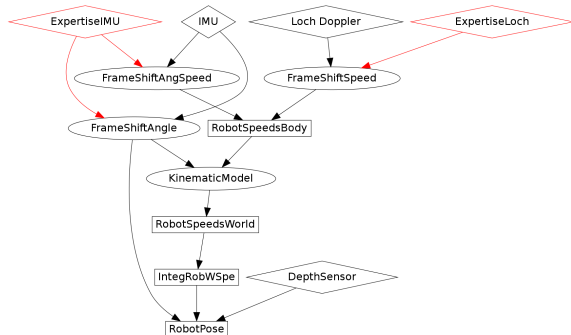 ExpertiseIMU
IMU
Loch Doppler
ExpertiseLoch
FrameShiftAngSpeed
FrameShiftSpeed
FrameShiftAngle
RobotSpeedsBody
KinematicModel
RobotSpeedsWorld
IntegRobWSpe
DepthSensor
RobotPose